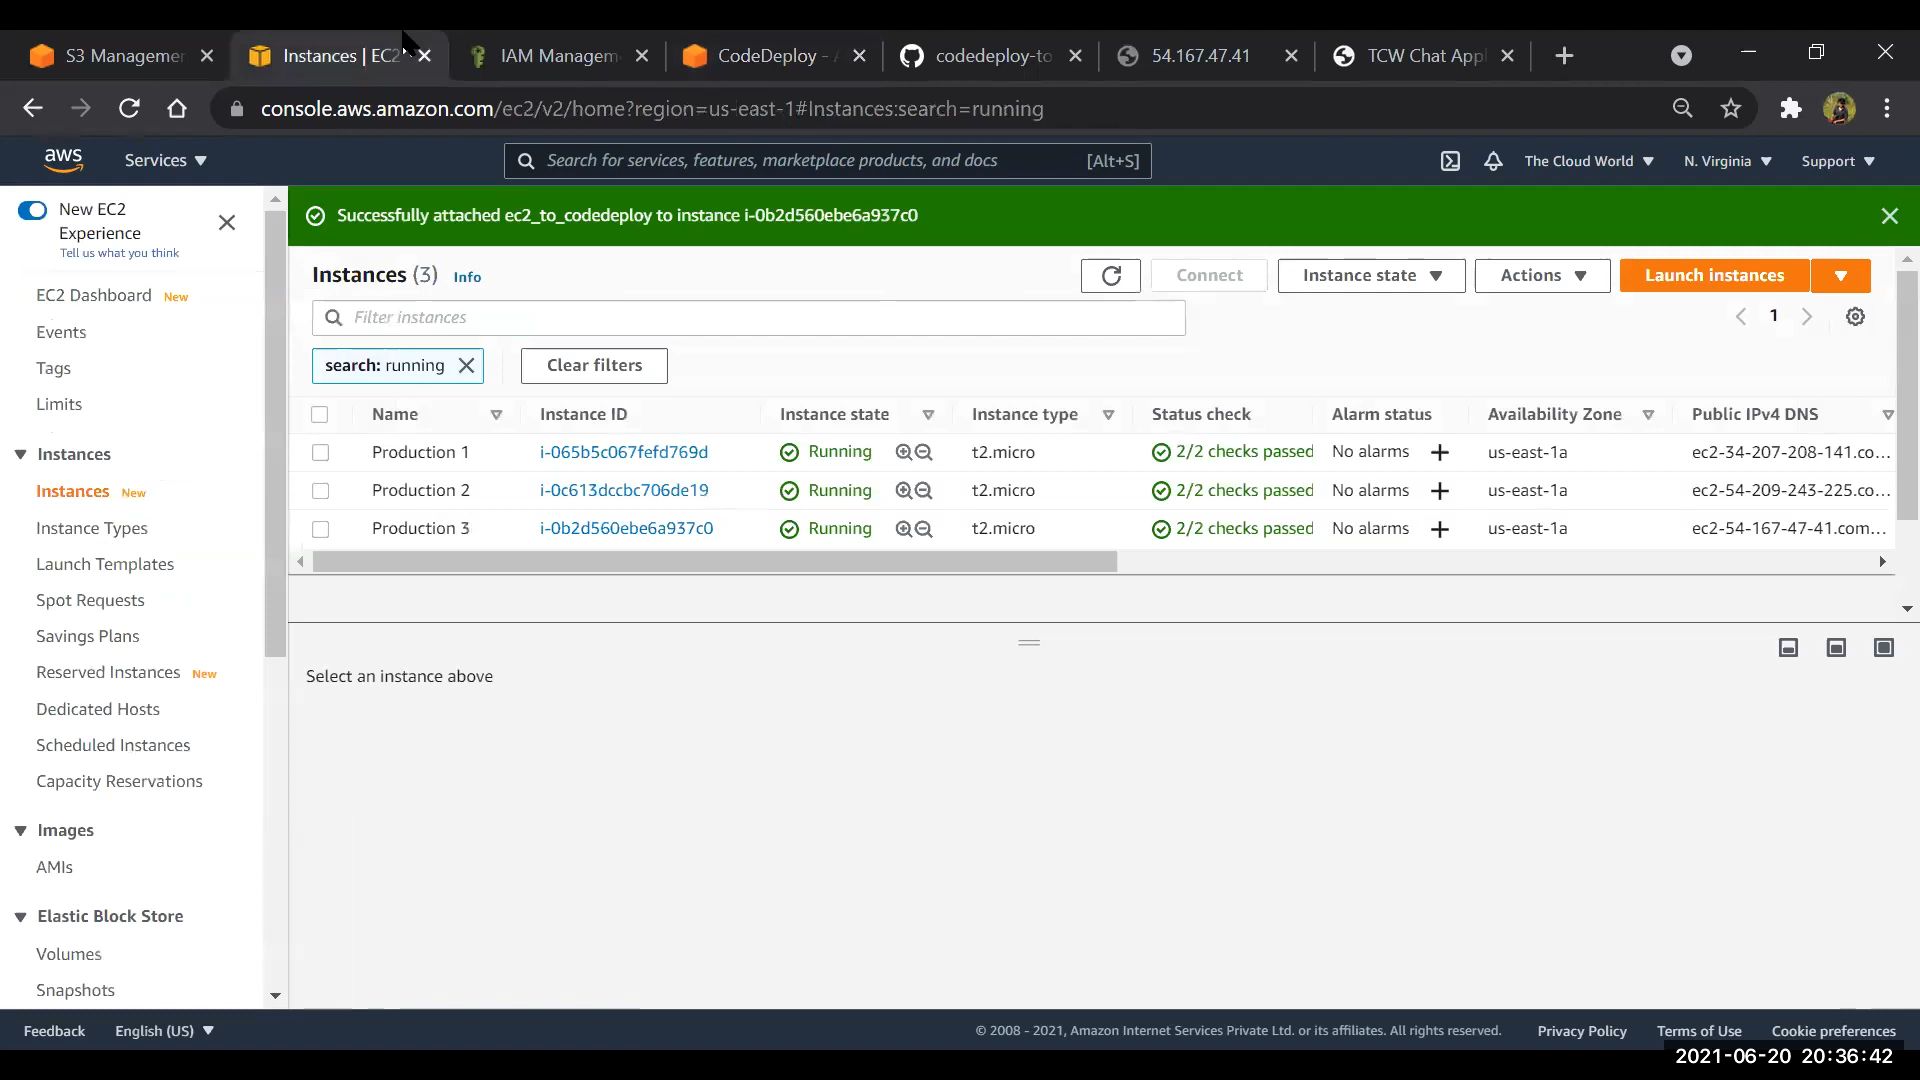 S3 Managemen
Instances | EC2
IAM Managem
CodeDeploy - A
codedeploy-to
54.167.47.41
TCW Chat Appl
console.aws.amazon.com/ec2/v2/home?region=us-east-1#Instances:search=running
aws
Services
Search for services, features, marketplace products, and docs
[Alt+S]
The Cloud World
N. Virginia
Support
New EC2
Experience
Tell us what you think
EC2 Dashboard New
Events
Tags
Limits
Instances
Instances New
Instance Types
Launch Templates
Spot Requests
Savings Plans
Reserved Instances New
Dedicated Hosts
Scheduled Instances
Capacity Reservations
Images
AMIs
Elastic Block Store
Volumes
Snapshots
Successfully attached ec2_to_codedeploy to instance i-0b2d560ebe6a937c0
Instances (3) Info
Connect
Instance state
Actions
Launch instances
Filter instances
1
search: running
Clear filters
Name Instance ID Instance state Instance type Status check Alarm status Availability Zone Public IPv4 DNS
Production 1 i-065b5c067fefd769d Running t2.micro 2/2 checks passed No alarms + us-east-1a ec2-34-207-208-141.co...
Production 2 i-0c613dccbc706de19 Running t2.micro 2/2 checks passed No alarms + us-east-1a ec2-54-209-243-225.co...
Production 3 i-0b2d560ebe6a937c0 Running t2.micro 2/2 checks passed No alarms + us-east-1a ec2-54-167-47-41.com...
Select an instance above
Feedback
English (US)
© 2008 - 2021, Amazon Internet Services Private Ltd. or its affiliates. All rights reserved.
Privacy Policy
Terms of Use
Cookie preferences
2021-06-20 20:36:42